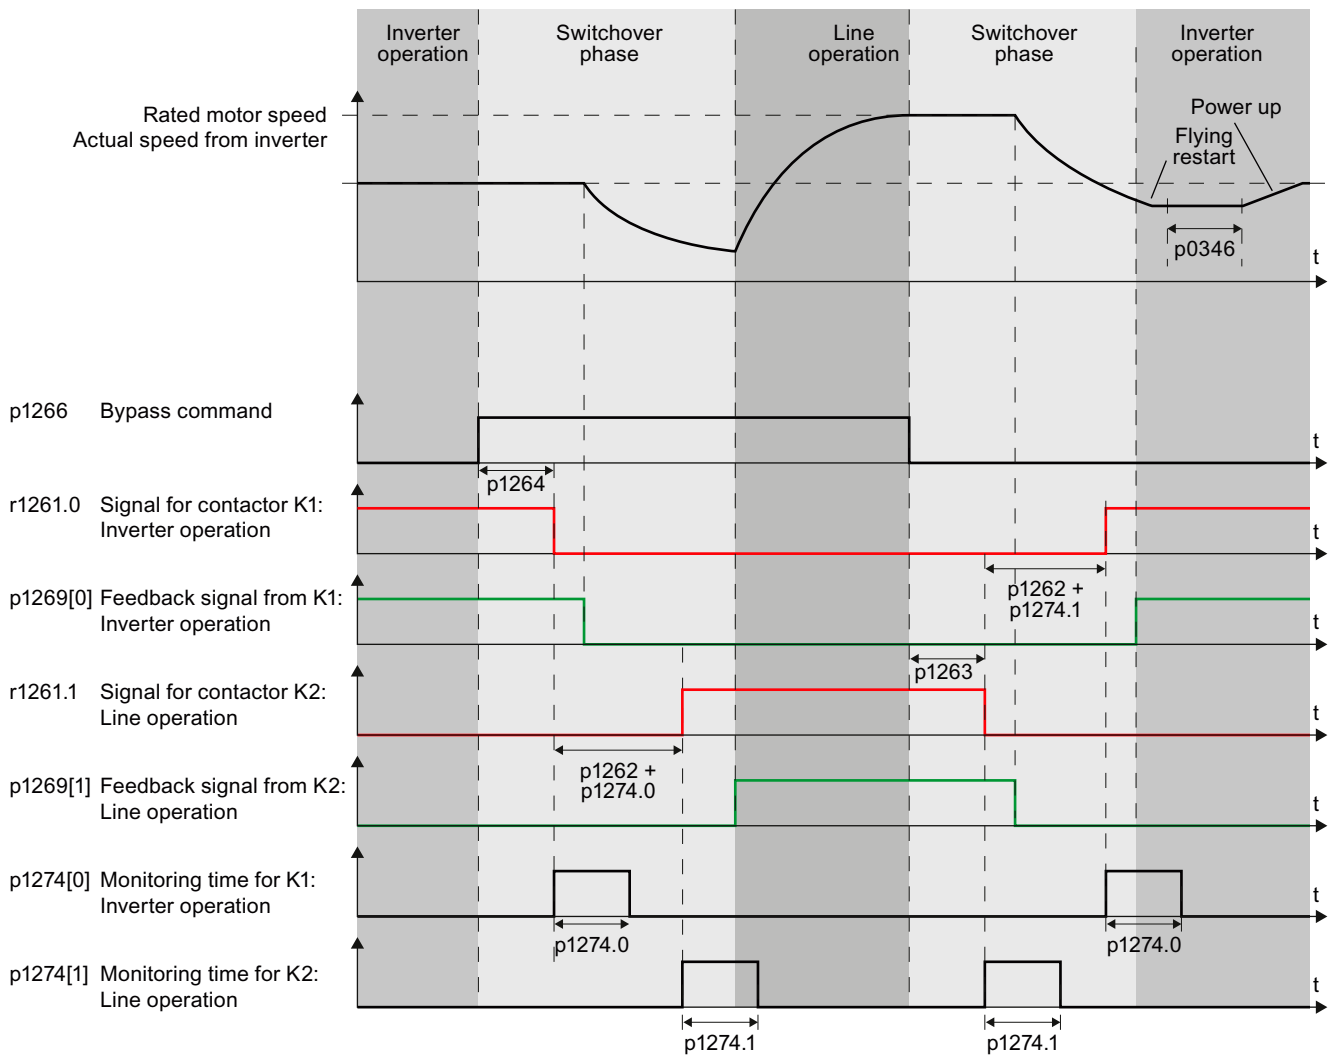 Inverter
operation
Switchover
phase
Line
operation
Switchover
phase
Inverter
operation
Rated motor speed
Actual speed from inverter
Power up
Flying
restart
p0346
t
p1266 Bypass command
t
p1264
r1261.0 Signal for contactor K1:
Inverter operation
t
p1262 +
p1274.1
p1269[0] Feedback signal from K1:
Inverter operation
t
p1263
r1261.1 Signal for contactor K2:
Line operation
t
p1262 +
p1274.0
p1269[1] Feedback signal from K2:
Line operation
t
p1274[0] Monitoring time for K1:
Inverter operation
t
p1274.0
p1274.0
p1274[1] Monitoring time for K2:
Line operation
t
p1274.1
p1274.1